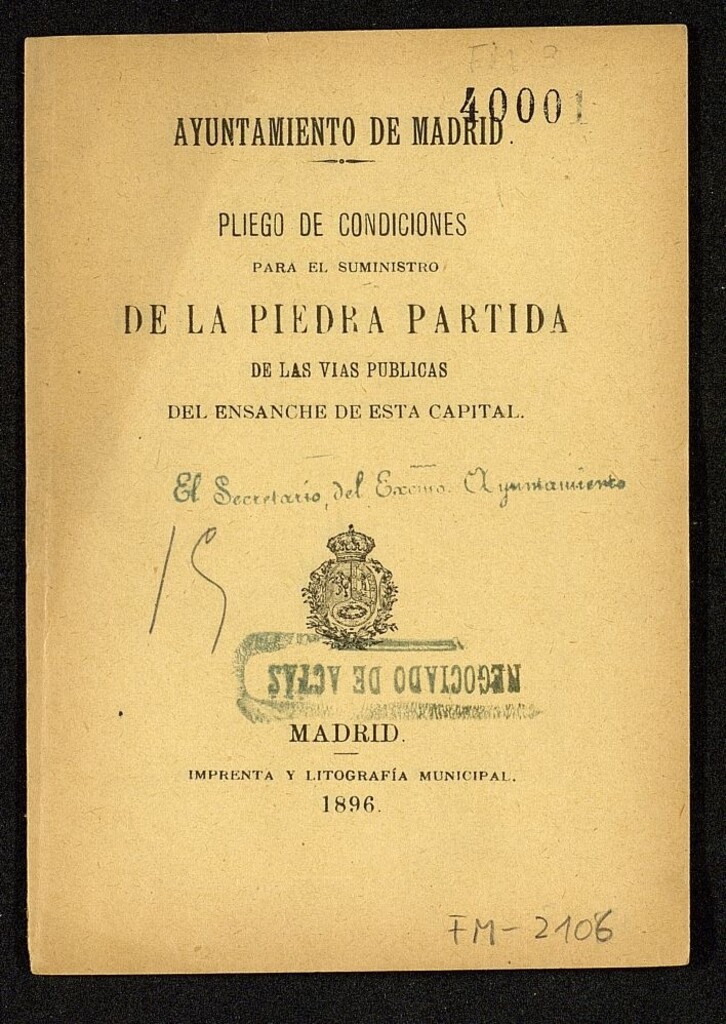 40001
AYUNTAMIENTO DE MADRID.
PLIEGO DE CONDICIONES
PARA EL SUMINISTRO
DE LA PIEDRA PARTIDA
DE LAS VIAS PUBLICAS
DEL ENSANCHE DE ESTA CAPITAL.
El Secretario, del Excmo. Ayuntamiento
15
NEGOCIADO DE ACTAS
MADRID.
IMPRENTA Y LITOGRAFÍA MUNICIPAL.
1896.
FM-2106